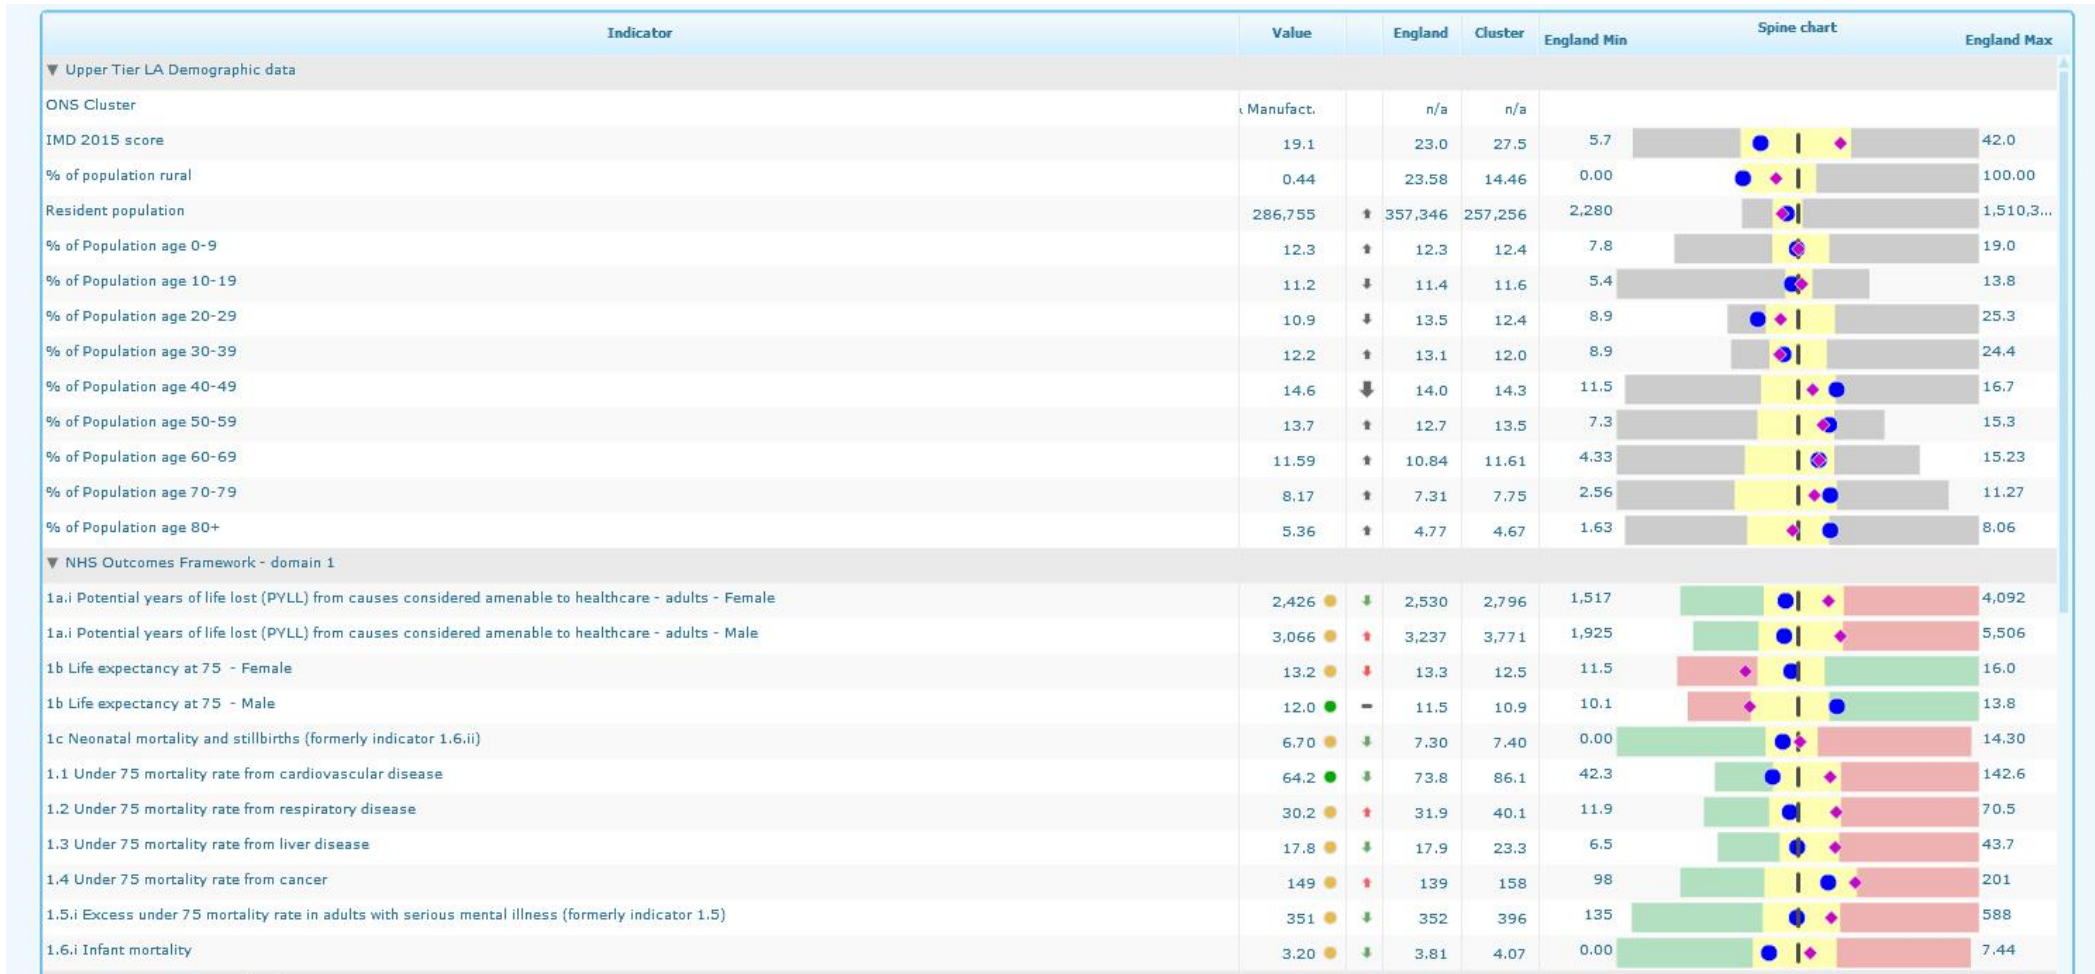 Indicator Value England Cluster England Min Spine chart England Max
Upper Tier LA Demographic data
ONS Cluster Manufact. n/a n/a
IMD 2015 score 19.1 23.0 27.5 5.7 42.0
% of population rural 0.44 23.58 14.46 0.00 100.00
Resident population 286,755 357,346 257,256 2,280 1,510,3...
% of Population age 0-9 12.3 12.3 12.4 7.8 19.0
% of Population age 10-19 11.2 11.4 11.6 5.4 13.8
% of Population age 20-29 10.9 13.5 12.4 8.9 25.3
% of Population age 30-39 12.2 13.1 12.0 8.9 24.4
% of Population age 40-49 14.6 14.0 14.3 11.5 16.7
% of Population age 50-59 13.7 12.7 13.5 7.3 15.3
% of Population age 60-69 11.59 10.84 11.61 4.33 15.23
% of Population age 70-79 8.17 7.31 7.75 2.56 11.27
% of Population age 80+ 5.36 4.77 4.67 1.63 8.06
NHS Outcomes Framework - domain 1
1a.i Potential years of life lost (PYLL) from causes considered amenable to healthcare - adults - Female 2,426 2,530 2,796 1,517 4,092
1a.i Potential years of life lost (PYLL) from causes considered amenable to healthcare - adults - Male 3,066 3,237 3,771 1,925 5,506
1b Life expectancy at 75 - Female 13.2 13.3 12.5 11.5 16.0
1b Life expectancy at 75 - Male 12.0 11.5 10.9 10.1 13.8
1c Neonatal mortality and stillbirths (formerly indicator 1.6.ii) 6.70 7.30 7.40 0.00 14.30
1.1 Under 75 mortality rate from cardiovascular disease 64.2 73.8 86.1 42.3 142.6
1.2 Under 75 mortality rate from respiratory disease 30.2 31.9 40.1 11.9 70.5
1.3 Under 75 mortality rate from liver disease 17.8 17.9 23.3 6.5 43.7
1.4 Under 75 mortality rate from cancer 149 139 158 98 201
1.5.i Excess under 75 mortality rate in adults with serious mental illness (formerly indicator 1.5) 351 352 396 135 588
1.6.i Infant mortality 3.20 3.81 4.07 0.00 7.44